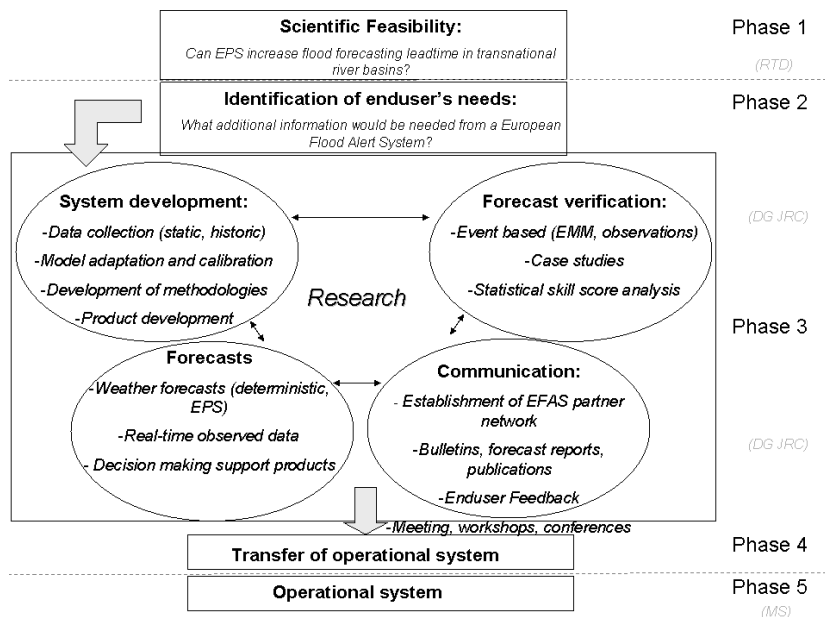 Scientific Feasibility:
Can EPS increase flood forecasting leadtime in transnational
river basins?
Phase 1
(RTD)
Identification of enduser's needs:
What additional information would be needed from a European
Flood Alert System?
Phase 2
(DG JRC)
System development:
-Data collection (static, historic)
-Model adaptation and calibration
-Development of methodologies
-Product development
Forecast verification:
-Event based (EMM, observations)
-Case studies
-Statistical skill score analysis
Research
Phase 3
Forecasts
-Weather forecasts (deterministic,
EPS)
-Real-time observed data
- Decision making support products
Communication:
- Establishment of EFAS partner
network
-Bulletins, forecast reports,
publications
-Enduser Feedback
-Meeting, workshops, conferences
(DG JRC)
Transfer of operational system
Phase 4
Operational system
Phase 5
(MS)